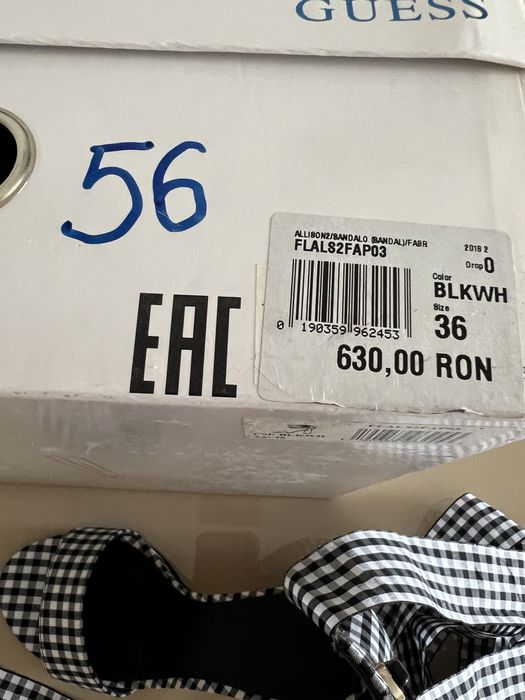 GUESS
56
ALLISON2/SANDALO (SANDAL)/FABR
FLALS2FAP03
2018 2
Drop 0
Color
BLKWH
Size
36
0 190359 962453
630,00 RON
EAC